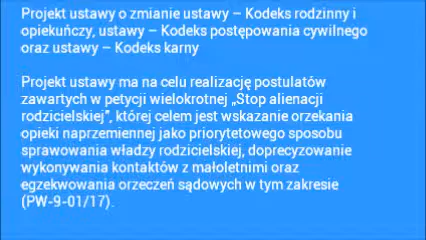 Projekt ustawy o zmianie ustawy – Kodeks rodzinny i
opiekuńczy, ustawy – Kodeks postępowania cywilnego
oraz ustawy – Kodeks karny
Projekt ustawy ma na celu realizację postulatów
zawartych w petycji wielokrotnej „Stop alienacji
rodzicielskiej”, której celem jest wskazanie orzekania
opieki naprzemiennej jako priorytetowego sposobu
sprawowania władzy rodzicielskiej, doprecyzowanie
wykonywania kontaktów z małoletnimi oraz
egzekwowania orzeczeń sądowych w tym zakresie
(PW-9-01/17).